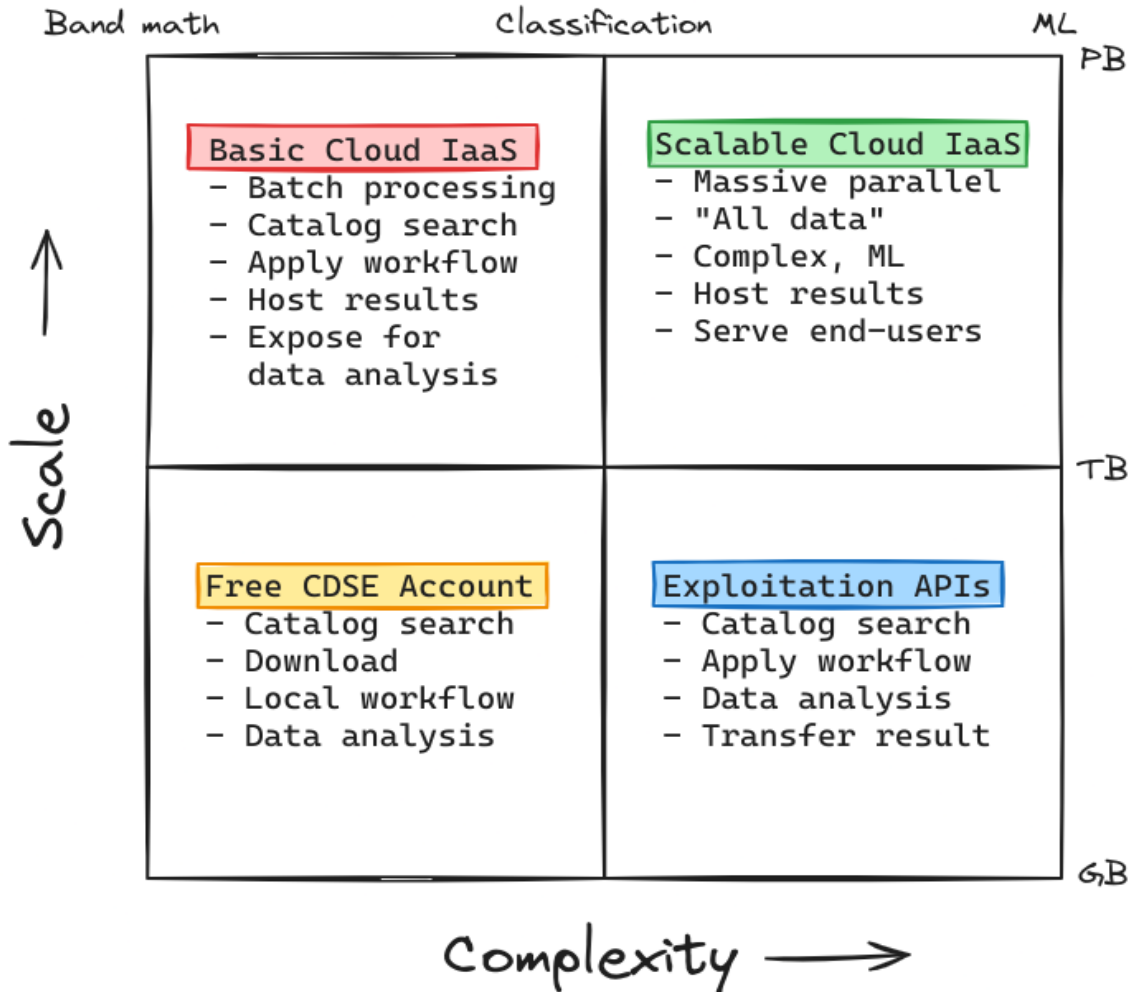 Band math
Classification
ML
PB
Basic Cloud IaaS
- Batch processing
- Catalog search
- Apply workflow
- Host results
- Expose for
data analysis
Scalable Cloud IaaS
- Massive parallel
- "All data"
- Complex, ML
- Host results
- Serve end-users
Scale
TB
Free CDSE Account
- Catalog search
- Download
- Local workflow
- Data analysis
Exploitation APIs
- Catalog search
- Apply workflow
- Data analysis
- Transfer result
GB
Complexity